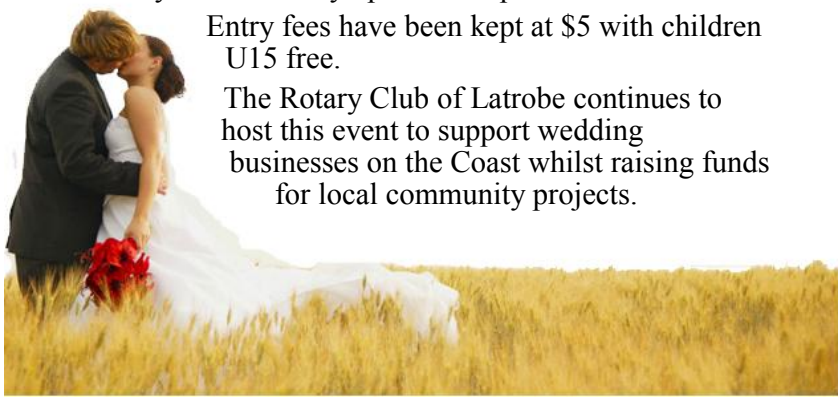 Entry fees have been kept at $5 with children
U15 free.
The Rotary Club of Latrobe continues to
host this event to support wedding
businesses on the Coast whilst raising funds
for local community projects.